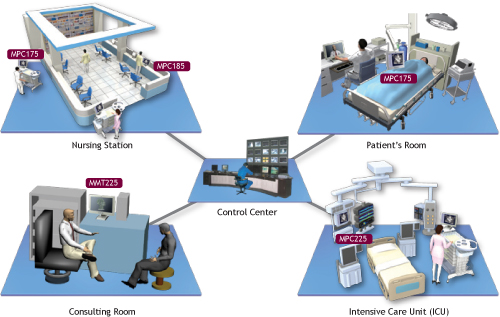 MPC175
MPC185
Nursing Station
MPC175
Patient's Room
Control Center
MMT225
Consulting Room
MPC225
Intensive Care Unit (ICU)